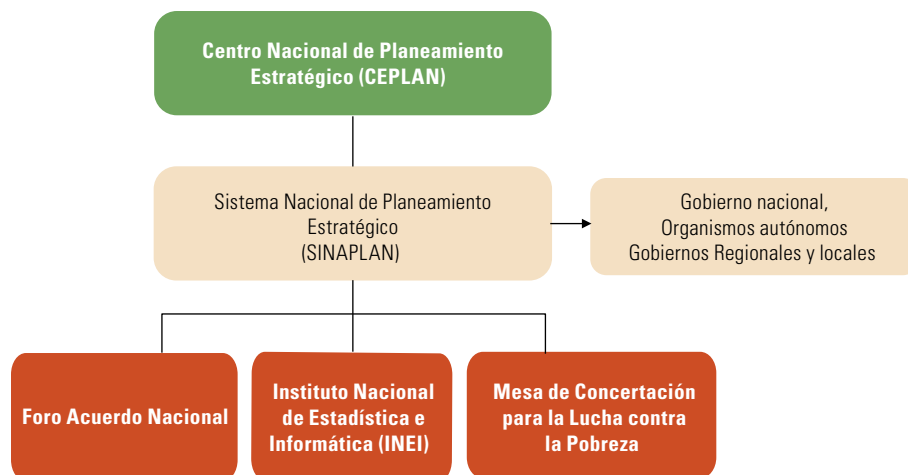 Centro Nacional de Planeamiento
Estratégico (CEPLAN)
Sistema Nacional de Planeamiento
Estratégico
(SINAPLAN)
Gobierno nacional,
Organismos autónomos
Gobiernos Regionales y locales
Foro Acuerdo Nacional
Instituto Nacional
de Estadística e
Informática (INEI)
Mesa de Concertación
para la Lucha contra
la Pobreza